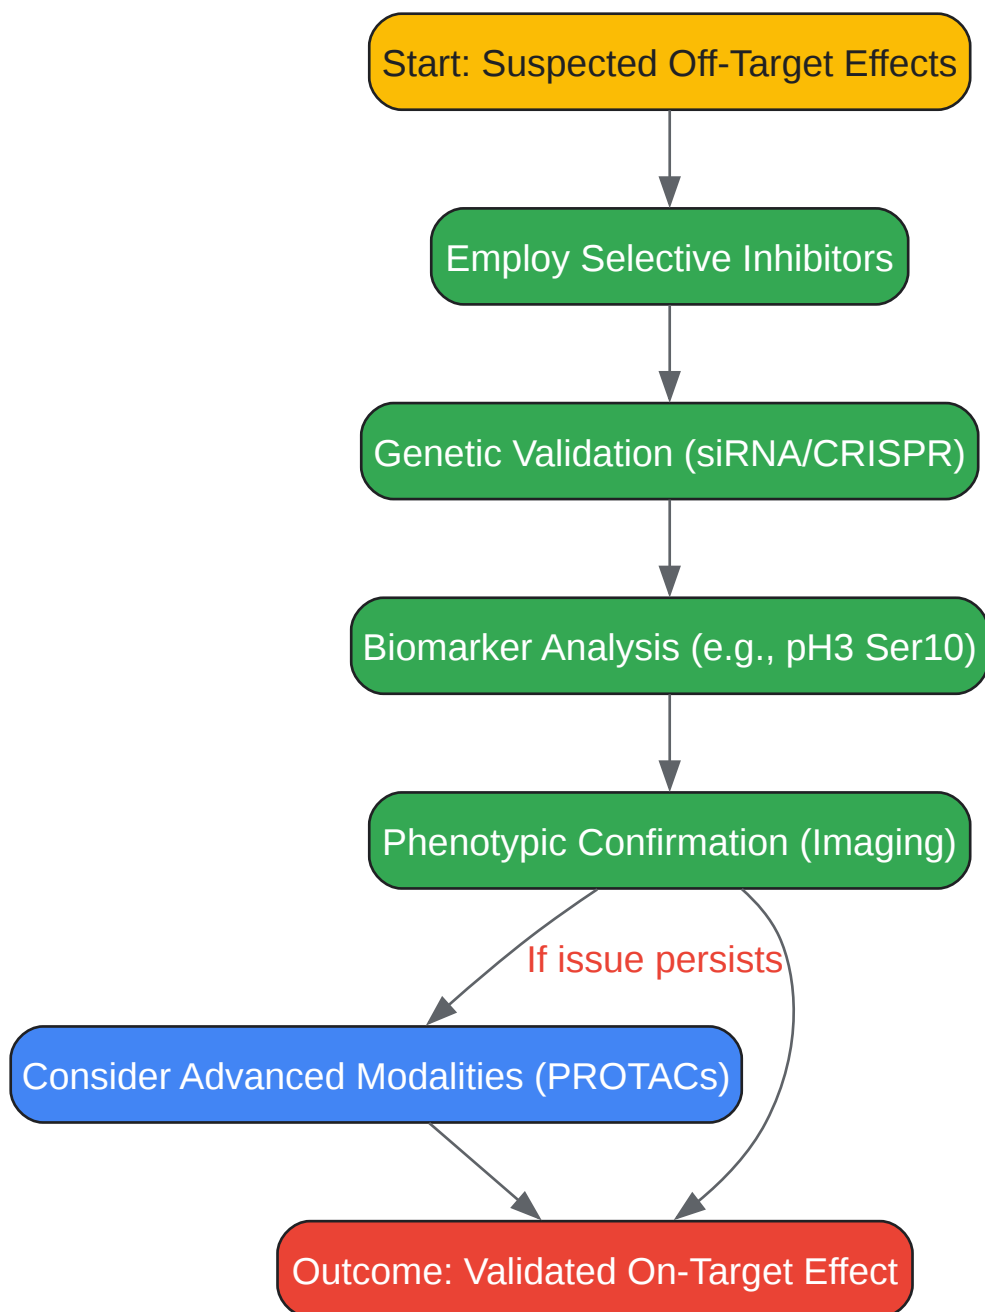 Start: Suspected Off-Target Effects
Employ Selective Inhibitors
Genetic Validation (siRNA/CRISPR)
Biomarker Analysis (e.g., pH3 Ser10)
Phenotypic Confirmation (Imaging)
If issue persists
Consider Advanced Modalities (PROTACs)
Outcome: Validated On-Target Effect